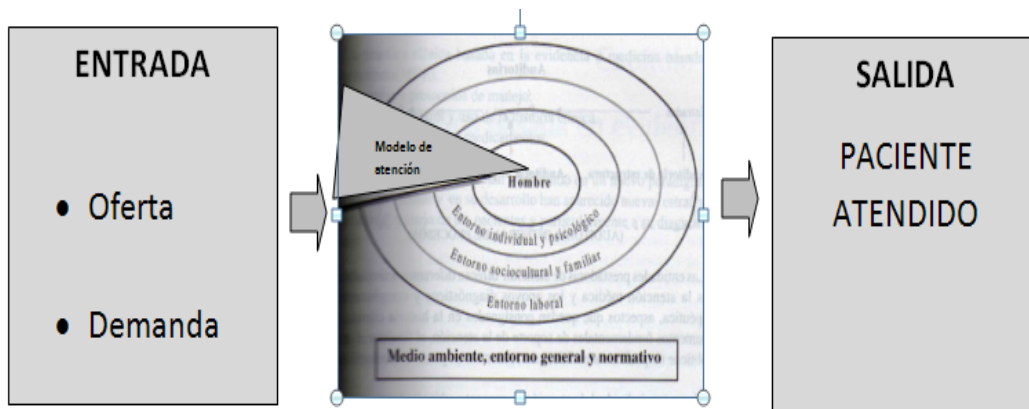 ENTRADA
• Oferta
• Demanda
Modelo de
atención
Hombre
Entorno individual y psicológico
Entorno sociocultural y familiar
Entorno laboral
Medio ambiente, entorno general y normativo
SALIDA
PACIENTE
ATENDIDO